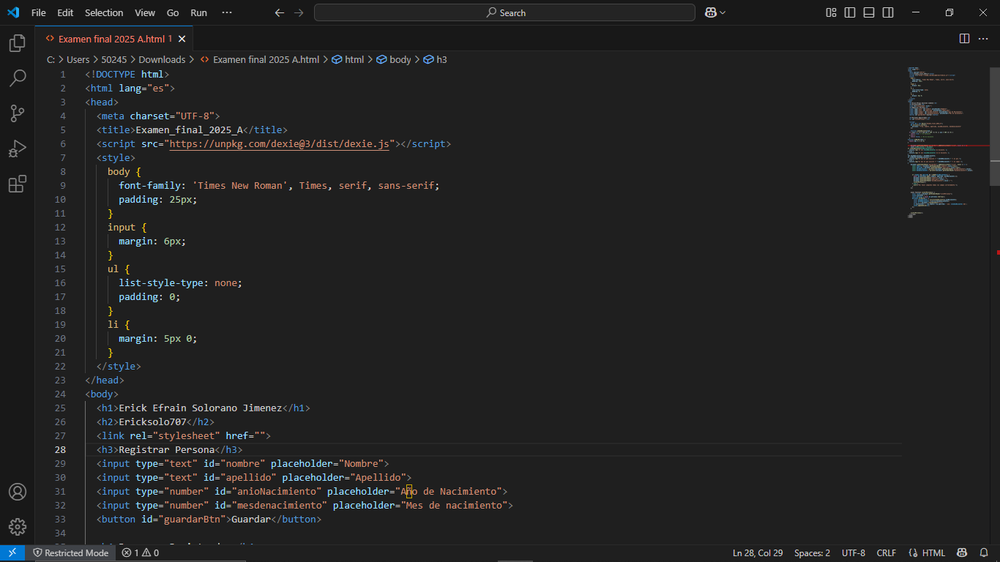 File Edit Selection View Go Run ··· Search
Examen final 2025 A.html 1
C: > Users > 50245 > Downloads > Examen final 2025 A.html > html > body > h3
1 <!DOCTYPE html>
2 <html lang="es">
3 <head>
4 <meta charset="UTF-8">
5 <title>Examen_final_2025_A</title>
6 <script src="https://unpkg.com/dexie@3/dist/dexie.js"></script>
7 <style>
8 body {
9 font-family: 'Times New Roman', Times, serif, sans-serif;
10 padding: 25px;
11 }
12 input {
13 margin: 6px;
14 }
15 ul {
16 list-style-type: none;
17 padding: 0;
18 }
19 li {
20 margin: 5px 0;
21 }
22 </style>
23 </head>
24 <body>
25 <h1>Erick Efrain Solorano Jimenez</h1>
26 <h2>Ericksolo707</h2>
27 <link rel="stylesheet" href="">
28 <h3>Registrar Persona</h3>
29 <input type="text" id="nombre" placeholder="Nombre">
30 <input type="text" id="apellido" placeholder="Apellido">
31 <input type="number" id="anioNacimiento" placeholder="Año de Nacimiento">
32 <input type="number" id="mesdenacimiento" placeholder="Mes de nacimiento">
33 <button id="guardarBtn">Guardar</button>
34
Restricted Mode 1 0 Ln 28, Col 29 Spaces: 2 UTF-8 CRLF HTML